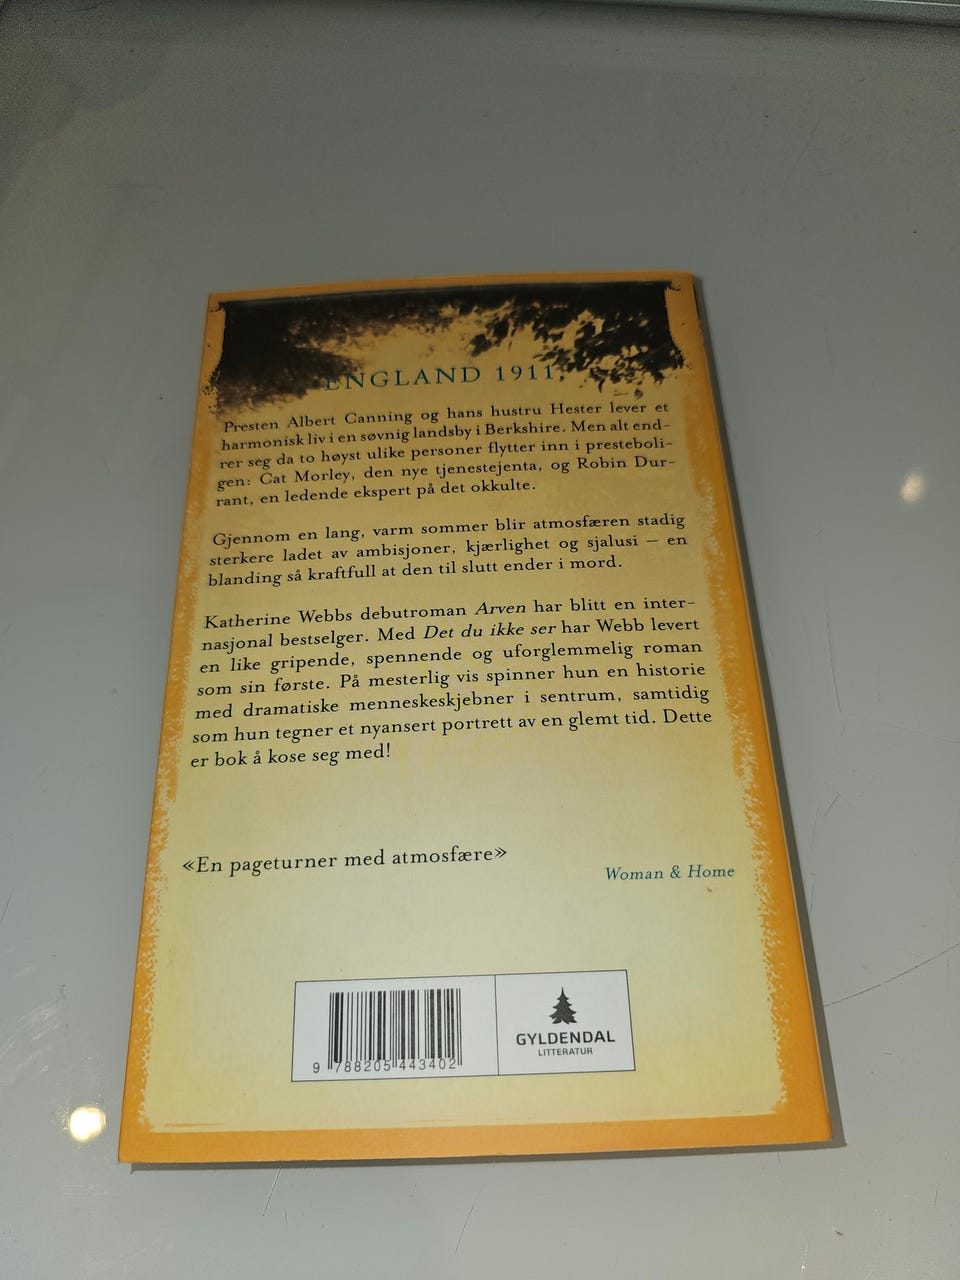 ENGLAND 1911
Presten Albert Canning og hans hustru Hester lever et
harmonisk liv i en søvnig landsby i Berkshire. Men alt end-
rer seg da to høyst ulike personer flytter inn i presteboli-
gen: Cat Morley, den nye tjenestejenta, og Robin Dur-
rant, en ledende ekspert på det okkulte.
Gjennom en lang, varm sommer blir atmosfæren stadig
sterkere ladet av ambisjoner, kjærlighet og sjalusi – en
blanding så kraftfull at den til slutt ender i mord.
Katherine Webbs debutroman Arven har blitt en inter-
nasjonal bestselger. Med Det du ikke ser har Webb levert
en like gripende, spennende og uforglemmelig roman
som sin første. På mesterlig vis spinner hun en historie
med dramatiske menneskeskjebner i sentrum, samtidig
som hun tegner et nyansert portrett av en glemt tid. Dette
er bok å kose seg med!
«En pageturner med atmosfære»
Woman & Home
9 788205 443402
GYLDENDAL
LITTERATUR